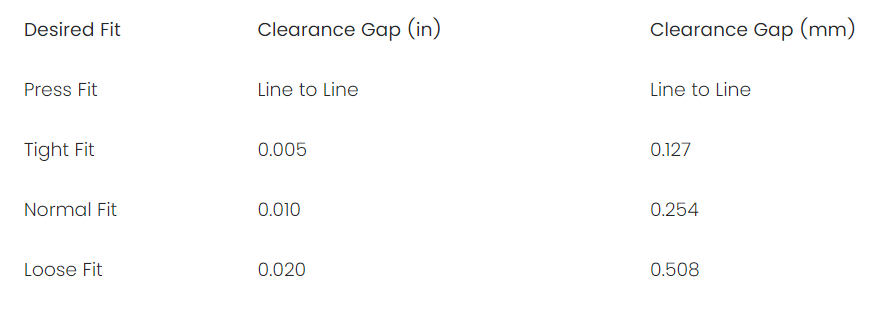 Desired Fit Clearance Gap (in) Clearance Gap (mm)
Press Fit Line to Line Line to Line
Tight Fit 0.005 0.127
Normal Fit 0.010 0.254
Loose Fit 0.020 0.508